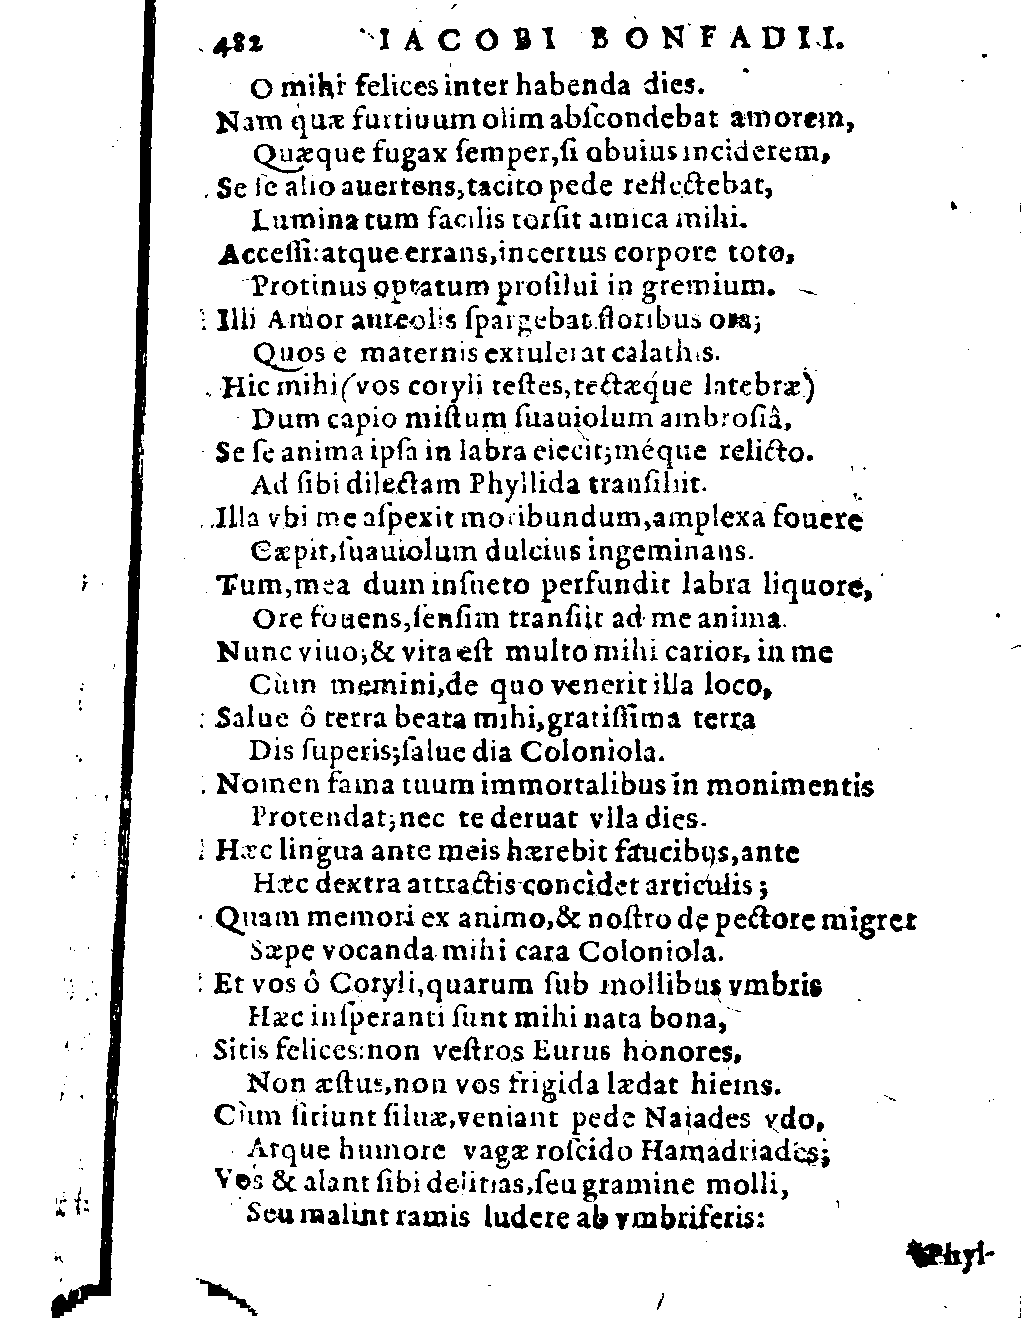 482 IACOBI BONFADII.
O mihi felices inter habenda dies.
Nam quæ furtiuum olim abſcondebat amorem,
Quæque fugax ſemper,ſi obuius inciderem,
Se ſe alio auertens,tacito pede reflectebat,
Lumina tum facilis torſit amica mihi.
Acceſſi:atque errans,incertus corpore toto,
Protinus optatum proſilui in gremium.
Illi Amor aureolis ſpargebat floribus ora;
Quos e maternis extulerat calathis.
Hic mihi(vos coryli teſtes,tectæque latebræ)
Dum capio miſtum ſuauiolum ambroſiâ,
Se ſe anima ipſa in labra eiecit;méque relicto.
Ad ſibi dilectam Phyllida tranſiliit.
Illa vbi me aſpexit moribundum,amplexa fouere
Cæpit,ſuauiolum dulcius ingeminans.
Tum,mea dum inſueto perfundit labra liquore,
Ore fouens,ſenſim tranſiit ad me anima.
Nunc viuo;& vita eſt multo mihi carior, in me
Cùm memini,de quo venerit illa loco,
Salue ô terra beata mihi,gratiſſima terra
Dis ſuperis;ſalue dia Coloniola.
Nomen fama tuum immortalibus in monimentis
Protendat;nec te deruat vlla dies.
Hæc lingua ante meis hærebit faucibus,ante
Hæc dextra attractis concidet articulis;
Quam memori ex animo,& noſtro de pectore migret
Sæpe vocanda mihi cara Coloniola.
Et vos ô Coryli,quarum ſub mollibus vmbris
Hæc inſperanti ſunt mihi nata bona,
Sitis felices:non veſtros Eurus honores,
Non æſtus,non vos frigida lædat hiems.
Cùm ſitiunt ſiluæ,veniant pede Naiades vdo,
Atque humore vagæ roſcido Hamadriades;
Vos & alant ſibi delitias,ſeu gramine molli,
Seu malint ramis ludere ab vmbriferis:
Phyl-